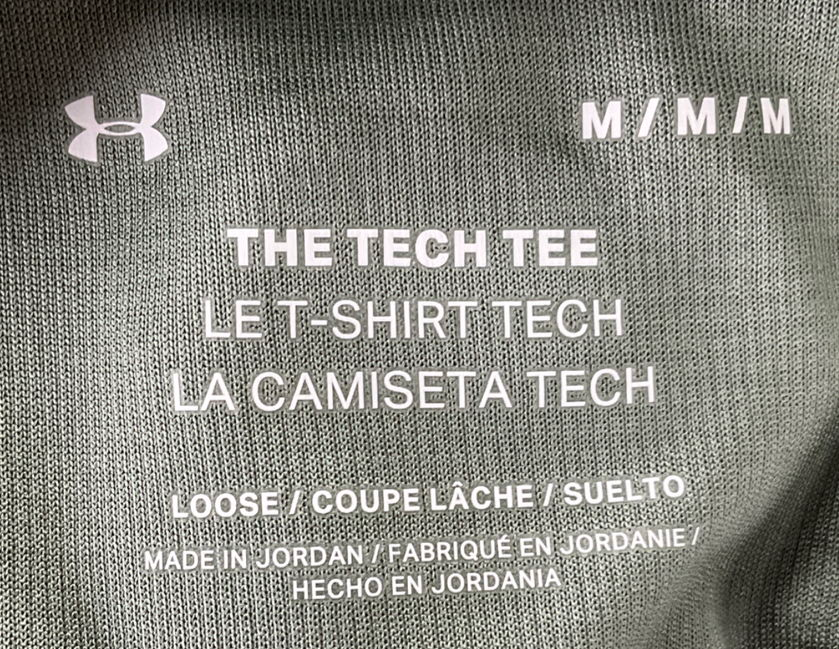 M / M / M
THE TECH TEE
LE T-SHIRT TECH
LA CAMISETA TECH
LOOSE / COUPE LÂCHE / SUELTO
MADE IN JORDAN / FABRIQUÉ EN JORDANIE /
HECHO EN JORDANIA